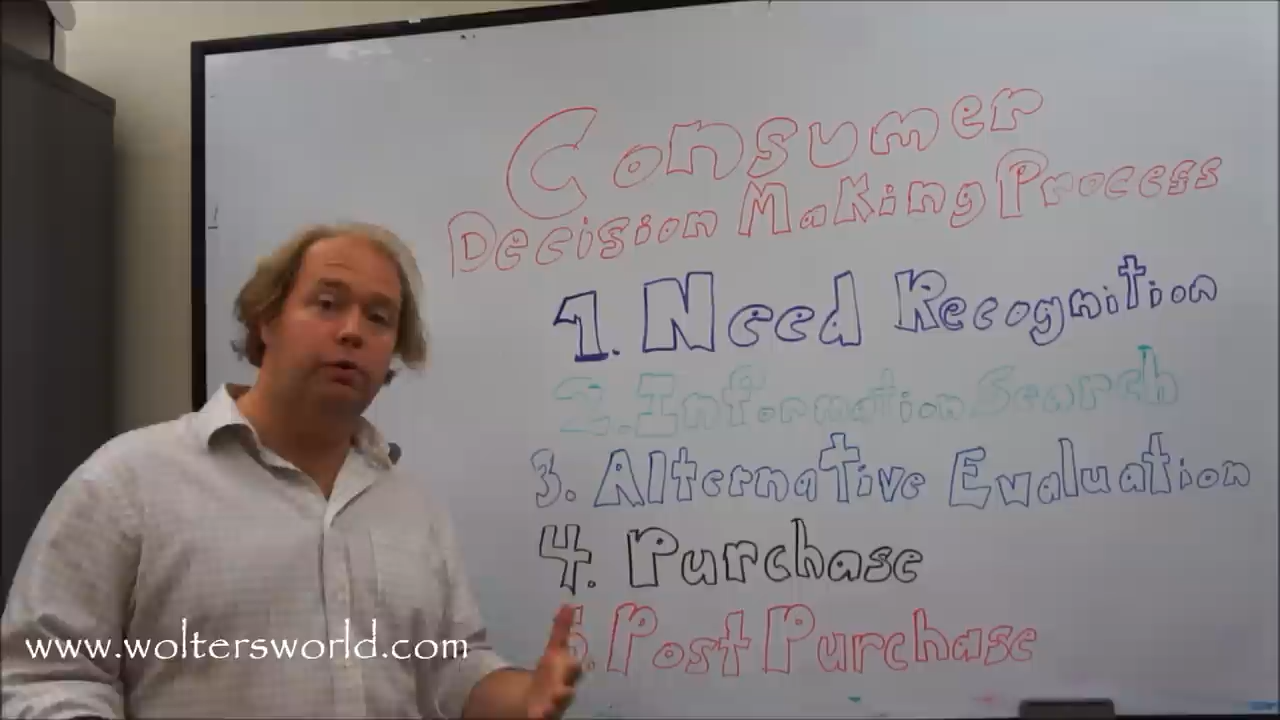 Consumer
Decision Making Process
1. Need Recognition
2. Information Search
3. Alternative Evaluation
4. Purchase
5. Post Purchase
www.woltersworld.com